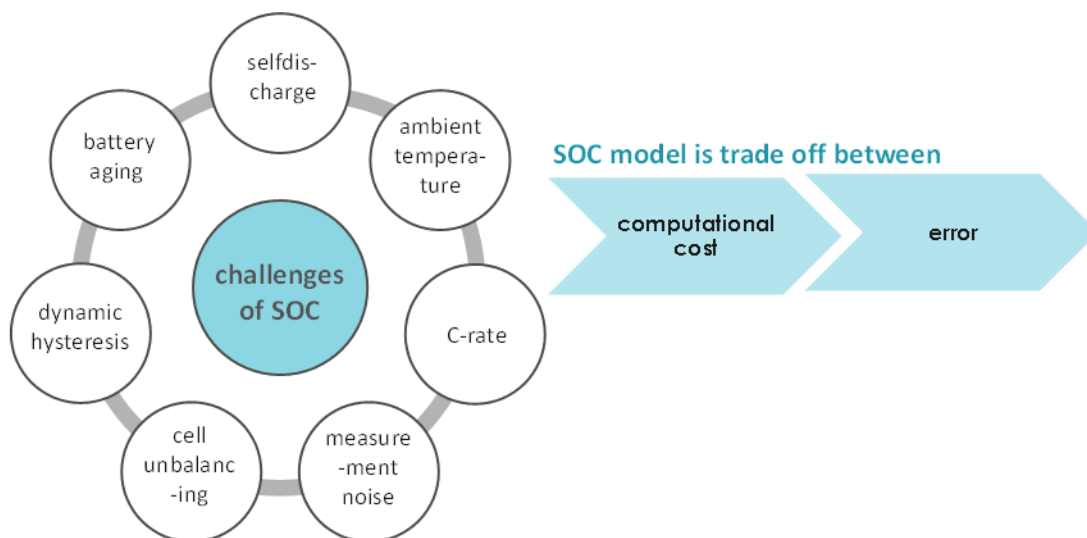 selfdis-
charge
ambient
tempera-
ture
C-rate
measure
-ment
noise
cell
unbalanc
-ing
dynamic
hysteresis
battery
aging
challenges
of SOC
SOC model is trade off between
computational
cost
error